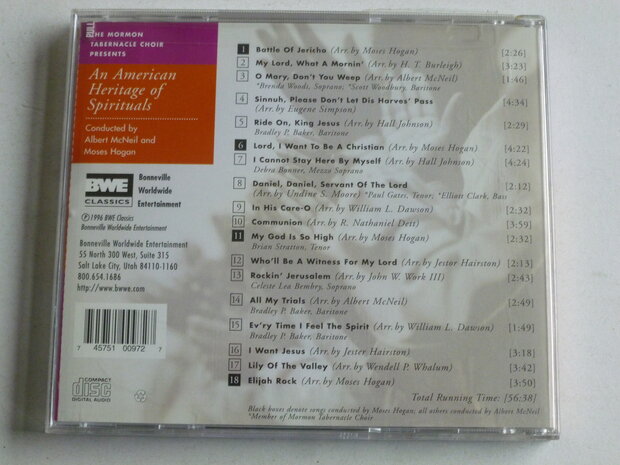 PULL
THE MORMON
TABERNACLE CHOIR
PRESENTS
An American
Heritage of
Spirituals
Conducted by
Albert McNeil and
Moses Hogan
BWE
CLASSICS
Bonneville
Worldwide
Entertainment
Ⓟ1996 BWE Classics
Bonneville Worldwide Entertainment
Bonneville Worldwide Entertainment
55 North 300 West, Suite 315
Salt Lake City, Utah 84110-1160
800.654.1686
http://www.bwwe.com
7 45751 00972 7
COMPACT
disc
DIGITAL AUDIO
1 Battle Of Jericho (Arr. by Moses Hogan) [2:26]
2 My Lord, What A Mornin' (Arr. by H. T. Burleigh) [3:23]
3 O Mary, Don't You Weep (Arr. by Albert McNeil) [1:46]
*Brenda Woods, Soprano; *Scott Woodbury, Baritone
4 Sinnuh, Please Don't Let Dis Harves' Pass [4:34]
(Arr. by Eugene Simpson)
5 Ride On, King Jesus (Arr. by Hall Johnson) [2:29]
Bradley P. Baker, Baritone
6 Lord, I Want To Be A Christian (Arr. by Moses Hogan) [4:22]
7 I Cannot Stay Here By Myself (Arr. by Hall Johnson) [4:24]
Debra Bonner, Mezzo Soprano
8 Daniel, Daniel, Servant Of The Lord [2:12]
(Arr. by Undine S. Moore) *Paul Gates, Tenor; *Elliott Clark, Bass
9 In His Care-O (Arr. by William L. Dawson) [2:32]
10 Communion (Arr. by R. Nathaniel Dett) [3:59]
11 My God Is So High (Arr. by Moses Hogan) [2:32]
Brian Stratton, Tenor
12 Who'll Be A Witness For My Lord (Arr. by Jestor Hairston) [2:13]
13 Rockin' Jerusalem (Arr. by John W. Work III) [2:43]
Celeste Lea Bembry, Soprano
14 All My Trials (Arr. by Albert McNeil) [2:49]
Bradley P. Baker, Baritone
15 Ev'ry Time I Feel The Spirit (Arr. by William L. Dawson) [1:49]
Bradley P. Baker, Baritone
16 I Want Jesus (Arr. by Jester Hairston) [3:18]
17 Lily Of The Valley (Arr. by Wendell P. Whalum) [3:42]
18 Elijah Rock (Arr. by Moses Hogan) [3:50]
Total Running Time: [56:38]
Black boxes denote songs conducted by Moses Hogan; all others conducted by Albert McNeil
*Member of Mormon Tabernacle Choir